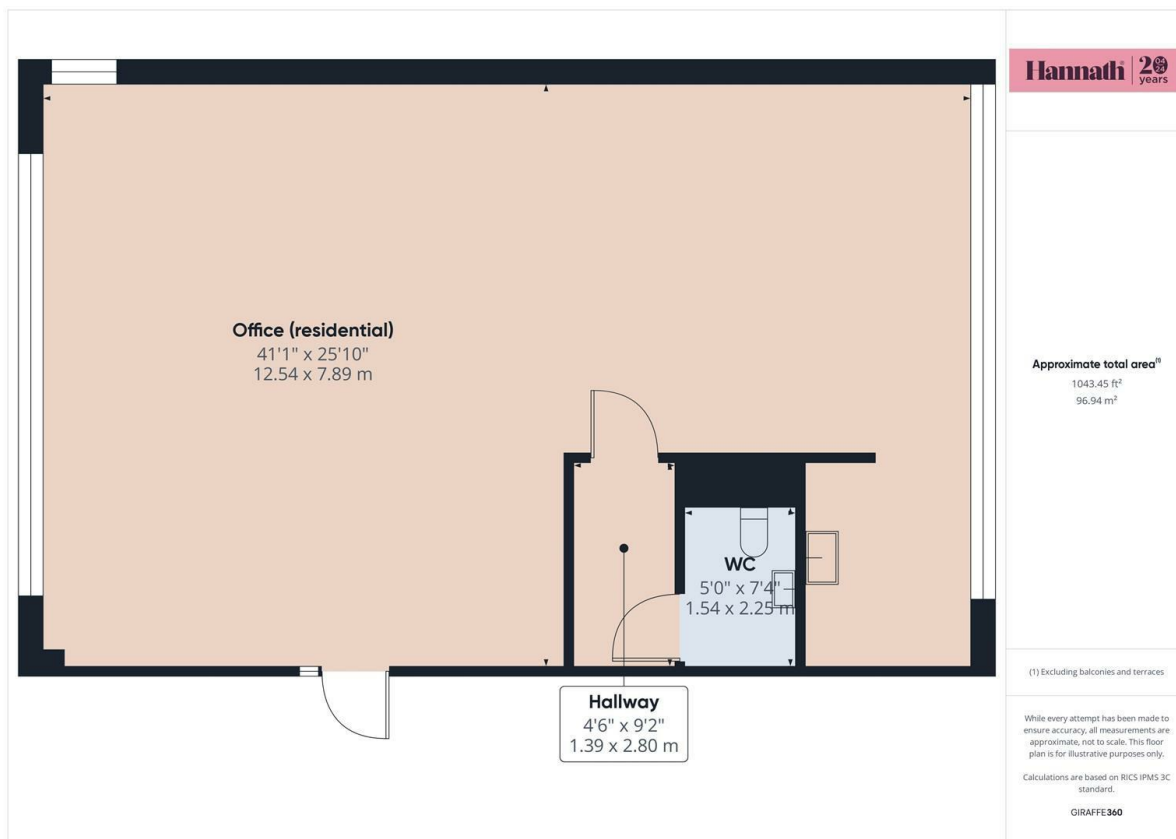 Hannath
20
years
Office (residential)
41'1" x 25'10"
12.54 x 7.89 m
WC
5'0" x 7'4"
1.54 x 2.25 m
Hallway
4'6" x 9'2"
1.39 x 2.80 m
Approximate total area(1)
1043.45 ft²
96.94 m²
(1) Excluding balconies and terraces
While every attempt has been made to
ensure accuracy, all measurements are
approximate, not to scale. This floor
plan is for illustrative purposes only.
Calculations are based on RICS IPMS 3C
standard.
GIRAFFE360